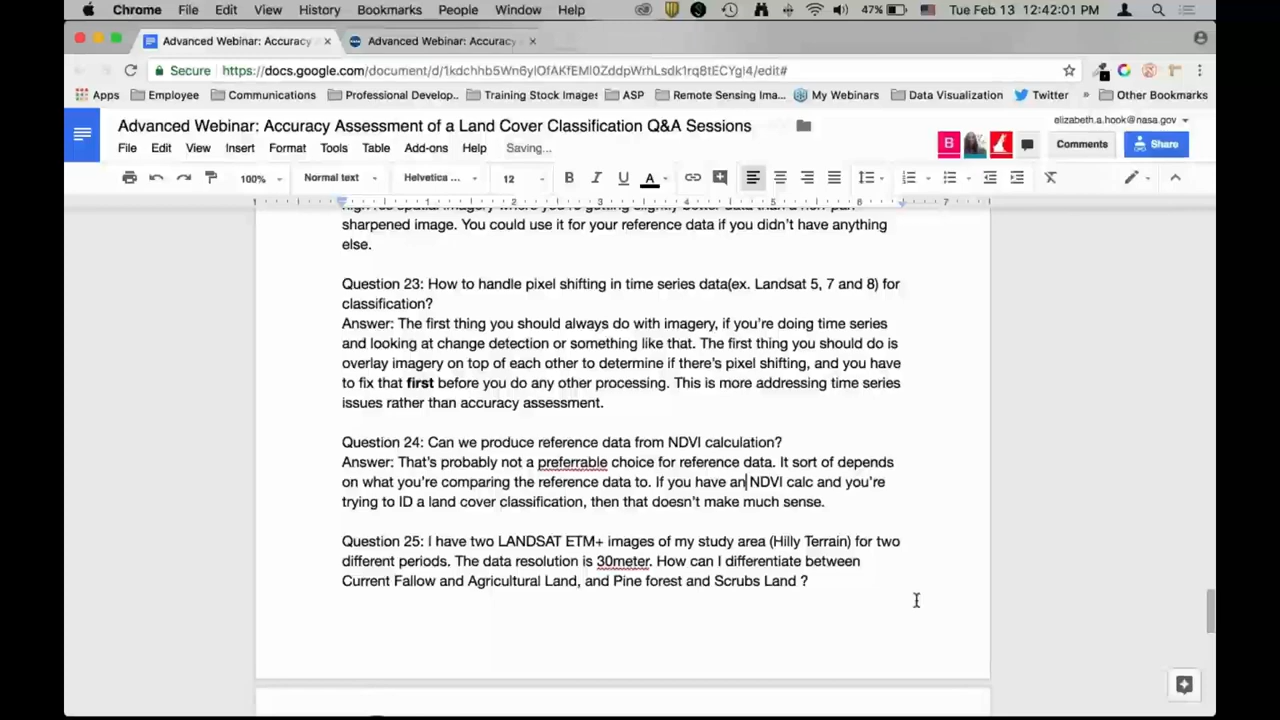 Chrome File Edit View History Bookmarks People Window Help 47% Tue Feb 13 12:42:01 PM
Advanced Webinar: Accuracy × Advanced Webinar: Accuracy ×
Secure https://docs.google.com/document/d/1kdchhb5Wn6ylOfAKfEMl0ZddpWrhLsdk1rq8tECYgI4/edit#
Apps Employee Communications Professional Develop.. Training Stock Images ASP Remote Sensing Ima... My Webinars Data Visualization Twitter » Other Bookmarks
Advanced Webinar: Accuracy Assessment of a Land Cover Classification Q&A Sessions
elizabeth.a.hook@nasa.gov
File Edit View Insert Format Tools Table Add-ons Help Saving...
B Comments Share
100% Normal text Helvetica ... 12 B I U A
1 2 3 4 5 6 7
sharpened image. You could use it for your reference data if you didn't have anything
else.
Question 23: How to handle pixel shifting in time series data(ex. Landsat 5, 7 and 8) for
classification?
Answer: The first thing you should always do with imagery, if you're doing time series
and looking at change detection or something like that. The first thing you should do is
overlay imagery on top of each other to determine if there's pixel shifting, and you have
to fix that first before you do any other processing. This is more addressing time series
issues rather than accuracy assessment.
Question 24: Can we produce reference data from NDVI calculation?
Answer: That's probably not a preferrable choice for reference data. It sort of depends
on what you're comparing the reference data to. If you have an NDVI calc and you're
trying to ID a land cover classification, then that doesn't make much sense.
Question 25: I have two LANDSAT ETM+ images of my study area (Hilly Terrain) for two
different periods. The data resolution is 30meter. How can I differentiate between
Current Fallow and Agricultural Land, and Pine forest and Scrubs Land ?